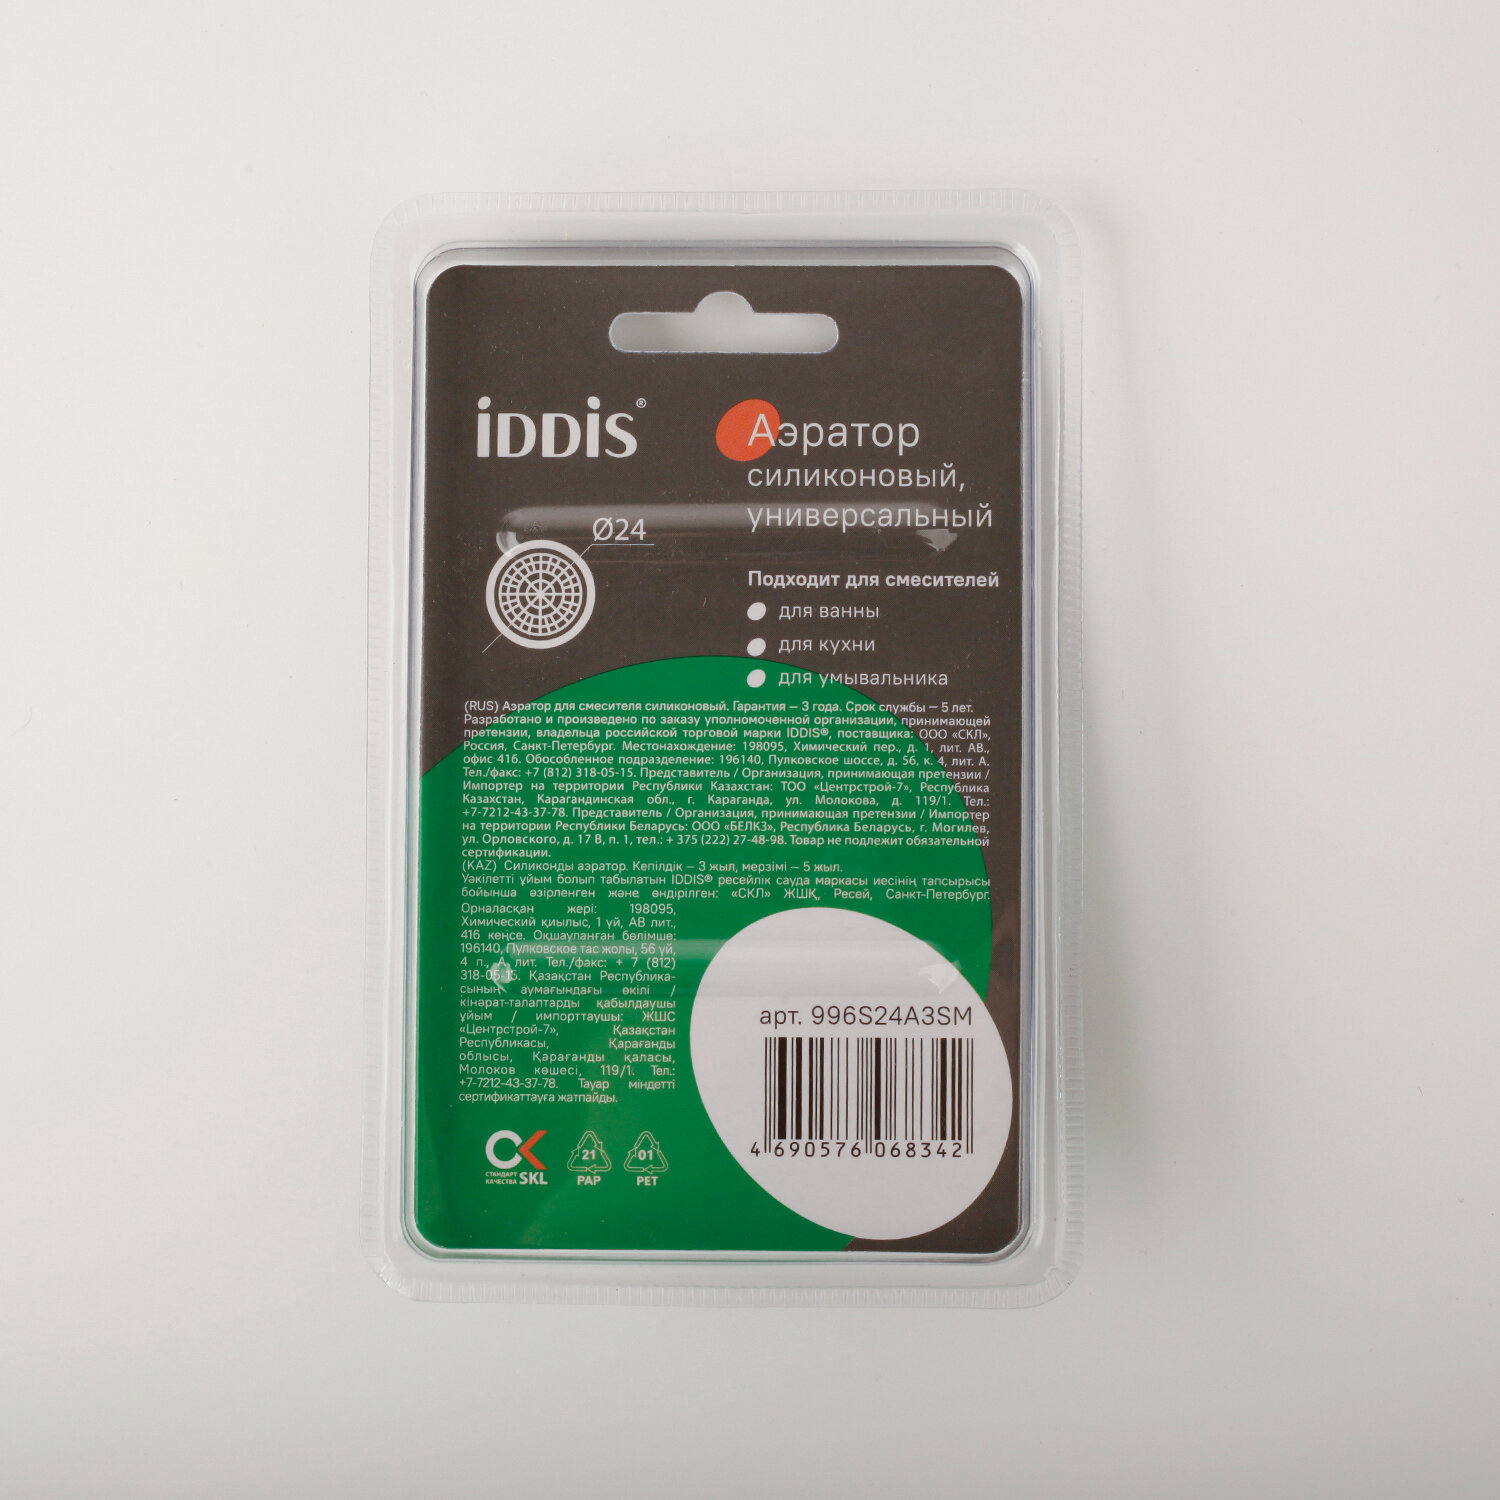 iDDiS®
Аэратор
силиконовый,
универсальный
Ø24
Подходит для смесителей
для ванны
для кухни
для умывальника
(RUS) Аэратор для смесителя силиконовый. Гарантия – 3 года. Срок службы – 5 лет.
Разработано и произведено по заказу уполномоченной организации, принимающей
претензии, владельца российской торговой марки IDDIS®, поставщика: ООО «СКЛ»,
Россия, Санкт-Петербург. Местонахождение: 198095, Химический пер., д. 1, лит. АВ.,
офис 416. Обособленное подразделение: 196140, Пулковское шоссе, д. 56, к. 4, лит. А.
Тел./факс: +7 (812) 318-05-15. Представитель / Организация, принимающая претензии /
Импортер на территории Республики Казахстан: ТОО «Центрстрой-7», Республика
Казахстан, Карагандинская обл., г. Караганда, ул. Молокова, д. 119/1. Тел.:
+7-7212-43-37-78. Представитель / Организация, принимающая претензии / Импортер
на территории Республики Беларусь: ООО «БЕЛКЗ», Республика Беларусь, г. Могилев,
ул. Орловского, д. 17 В, п. 1, тел.: + 375 (222) 27-48-98. Товар не подлежит обязательной
сертификации.
(KAZ) Силиконды аэратор. Кепілдік – 3 жыл, мерзімі – 5 жыл.
Уәкілетті ұйым болып табылатын IDDIS® ресейлік сауда маркасы иесінің тапсырысы
бойынша әзірленген және өндірілген: «СКЛ» ЖШҚ, Ресей, Санкт-Петербург.
Орналасқан жері: 198095,
Химический қиылыс, 1 үй, АВ лит.,
416 кеңсе. Оқшауланған бөлімше:
196140, Пулковское тас жолы, 56 үй,
4 п., А лит. Тел./факс: + 7 (812)
318-05-15. Қазақстан Республика-
сының аумағындағы өкілі /
кінәрат-талаптарды қабылдаушы
ұйым / импорттаушы: ЖШС
«Центрстрой-7», Қазақстан
Республикасы, Қарағанды
облысы, Қарағанды қаласы,
Молоков көшесі, 119/1. Тел.:
+7-7212-43-37-78. Тауар міндетті
сертификаттауға жатпайды.
арт. 996S24A3SM
4 690576 068342
СТАНДАРТ
КАЧЕСТВА SKL
21
PAP
01
PET